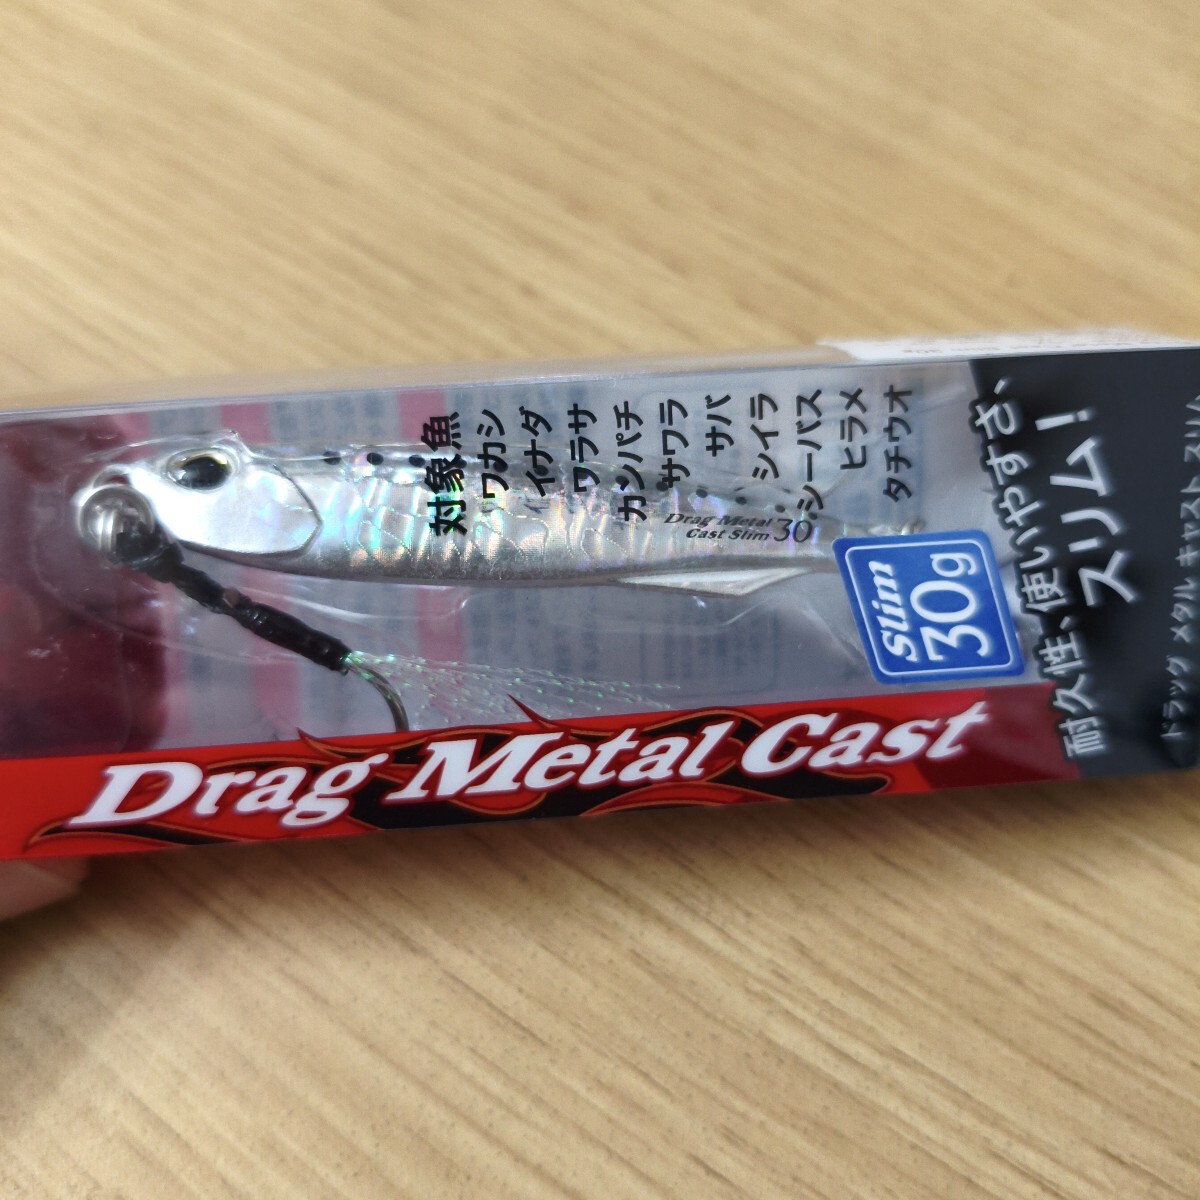 対象魚
ワカシ
イナダ
ワラサ
カンパチ
サワラ
サバ
シイラ
シーバス
ヒラメ
タチウオ
Drag Metal
Cast Slim 30
Slim
30g
Drag Metal Cast
耐久性、使いやすさ、
スリム!
ドラッグ メタル キャスト スリム